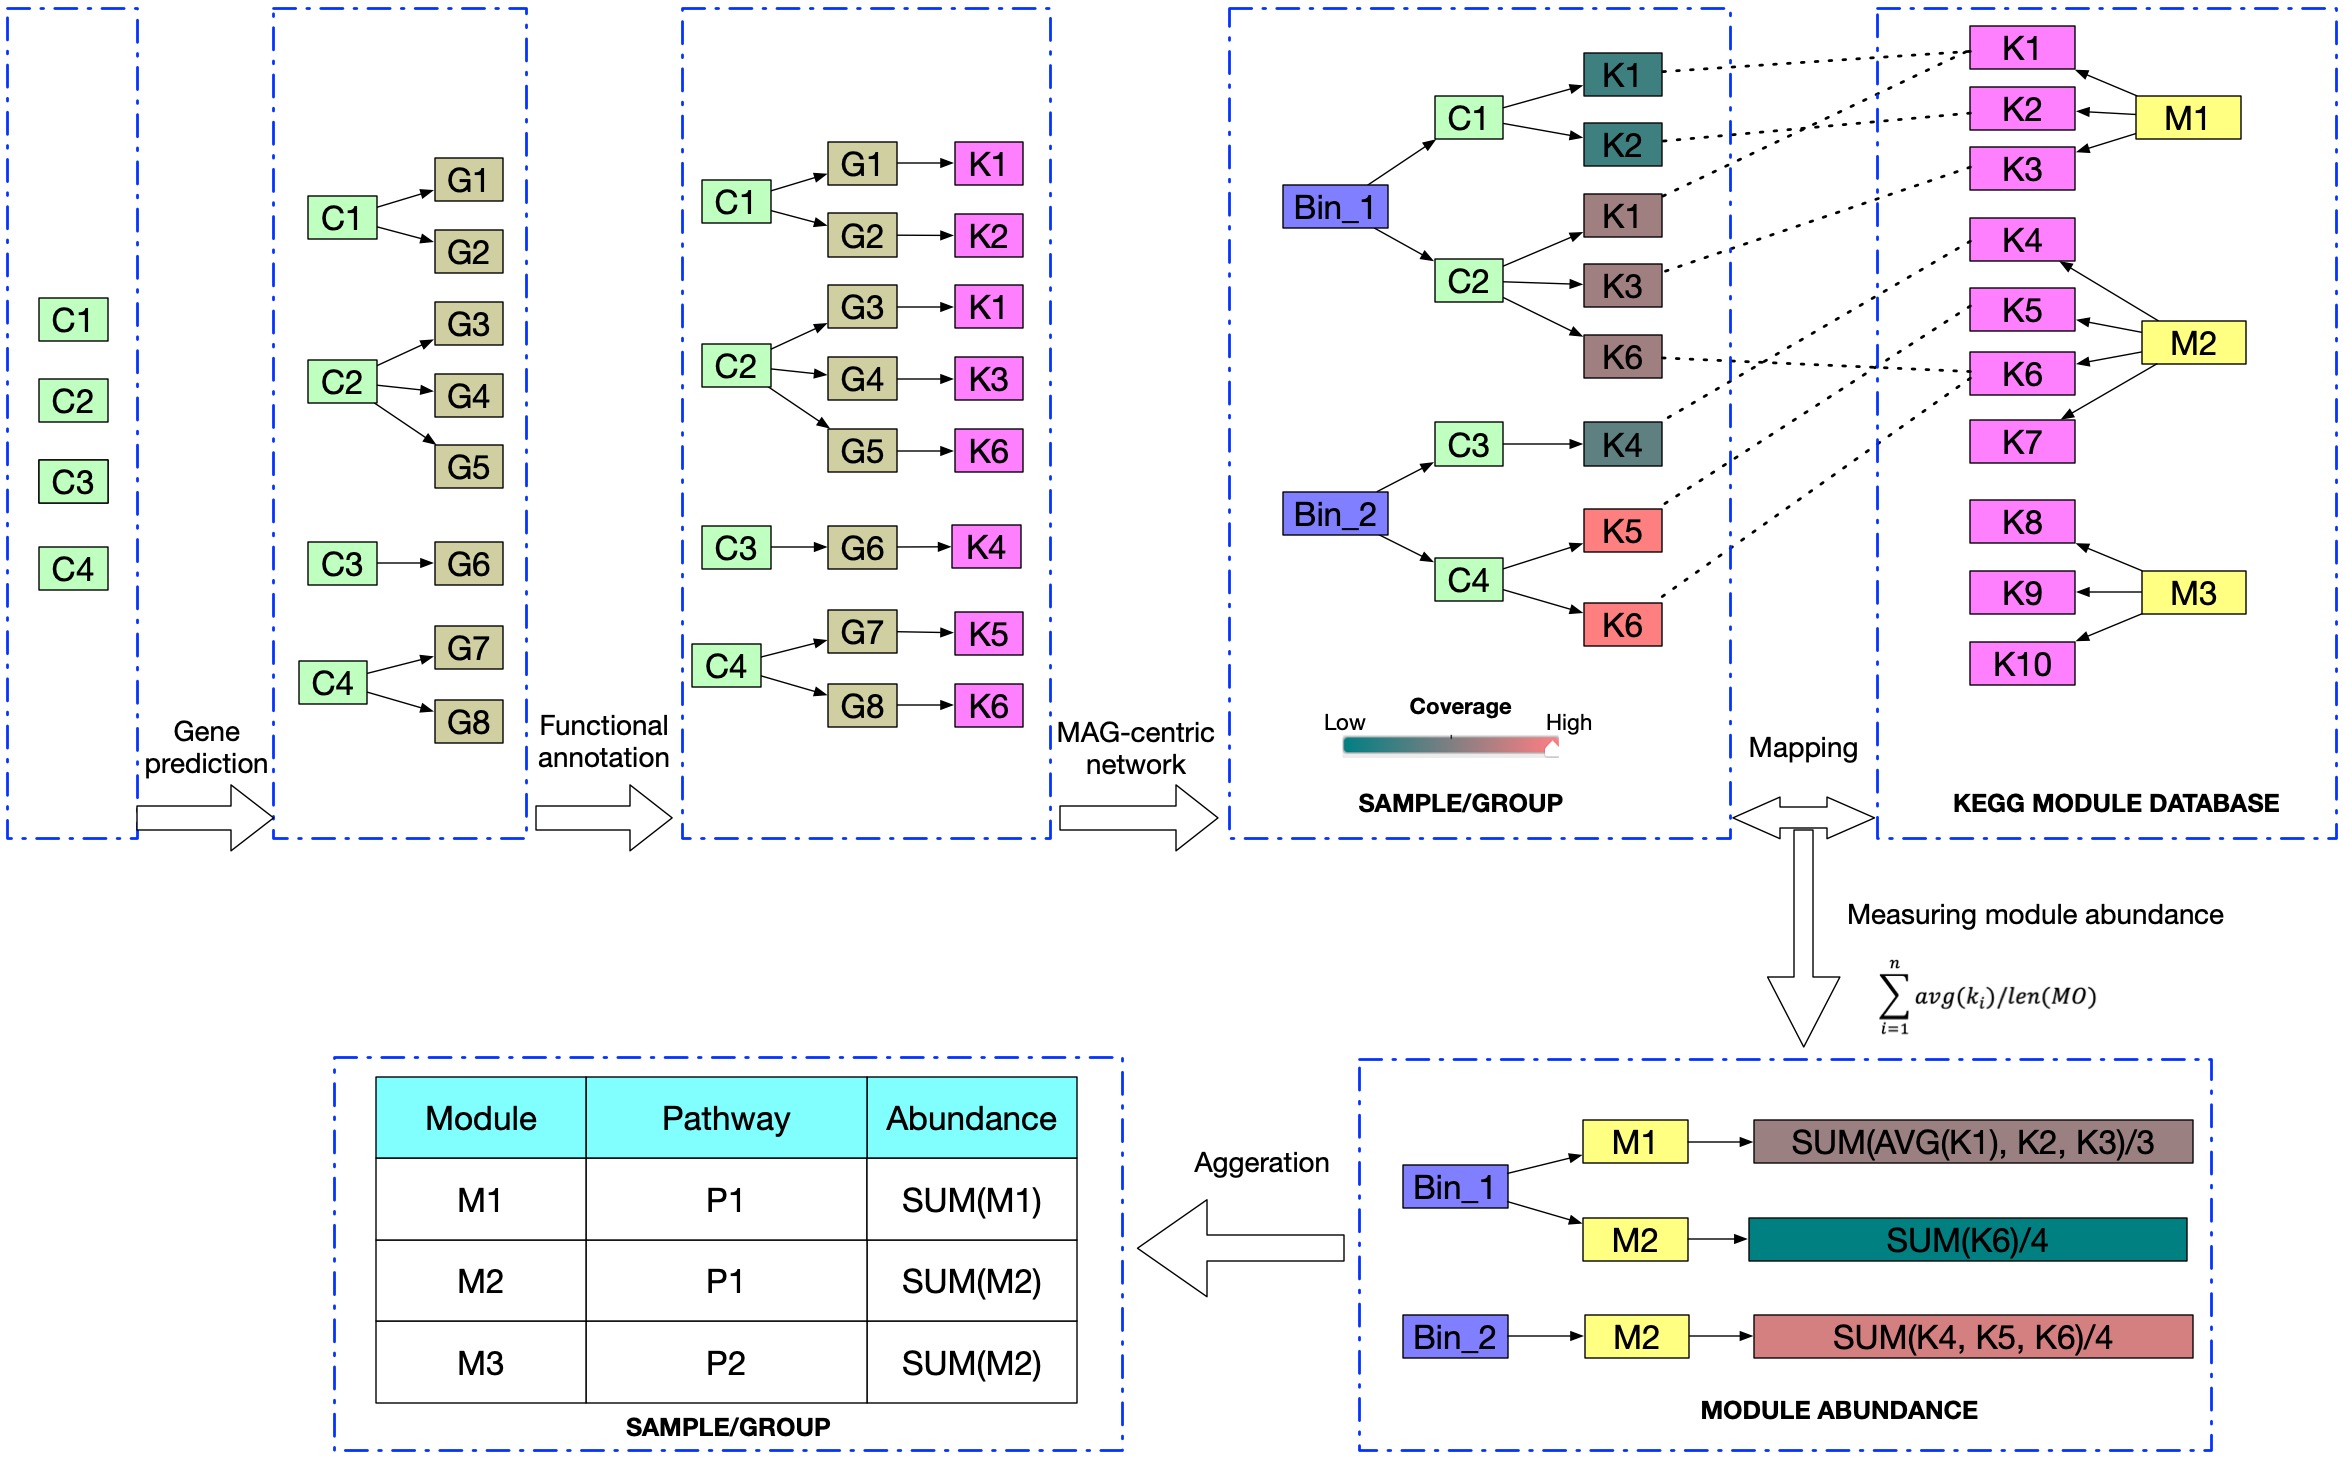 C1
C2
C3
C4
Gene
prediction
C1
G1
G2
C2
G3
G4
G5
C3
G6
C4
G7
G8
Functional
annotation
C1
G1
K1
G2
K2
C2
G3
K1
G4
K3
G5
K6
C3
G6
K4
C4
G7
K5
G8
K6
MAG-centric
network
Bin_1
C1
K1
K2
C2
K1
K3
K6
Bin_2
C3
K4
C4
K5
K6
Coverage
Low
High
SAMPLE/GROUP
Mapping
K1
K2
K3
M1
K4
K5
K6
K7
M2
K8
K9
K10
M3
KEGG MODULE DATABASE
Measuring module abundance
n
∑ avg(kᵢ)/len(MO)
i=1
Bin_1
M1
SUM(AVG(K1), K2, K3)/3
M2
SUM(K6)/4
Bin_2
M2
SUM(K4, K5, K6)/4
MODULE ABUNDANCE
Aggeration
Module Pathway Abundance
M1 P1 SUM(M1)
M2 P1 SUM(M2)
M3 P2 SUM(M2)
SAMPLE/GROUP